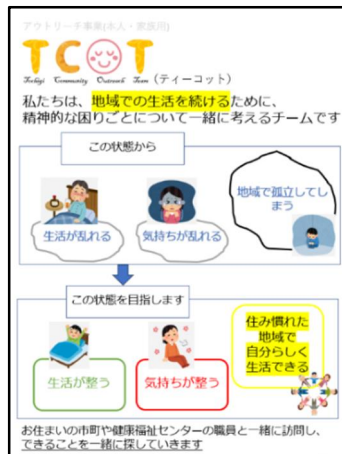 アウトリーチ事業(本人・家族用)
TCOT
Tochigi Community Outreach Team (ティーコット)
私たちは、地域での生活を続けるために、
精神的な困りごとについて一緒に考えるチームです
この状態から
生活が乱れる
気持ちが乱れる
地域で孤立してし
まう
この状態を目指します
生活が整う
気持ちが整う
住み慣れた
地域で
自分らしく
生活できる
お住まいの市町や健康福祉センターの職員と一緒に訪問し、
できることを一緒に探していきます